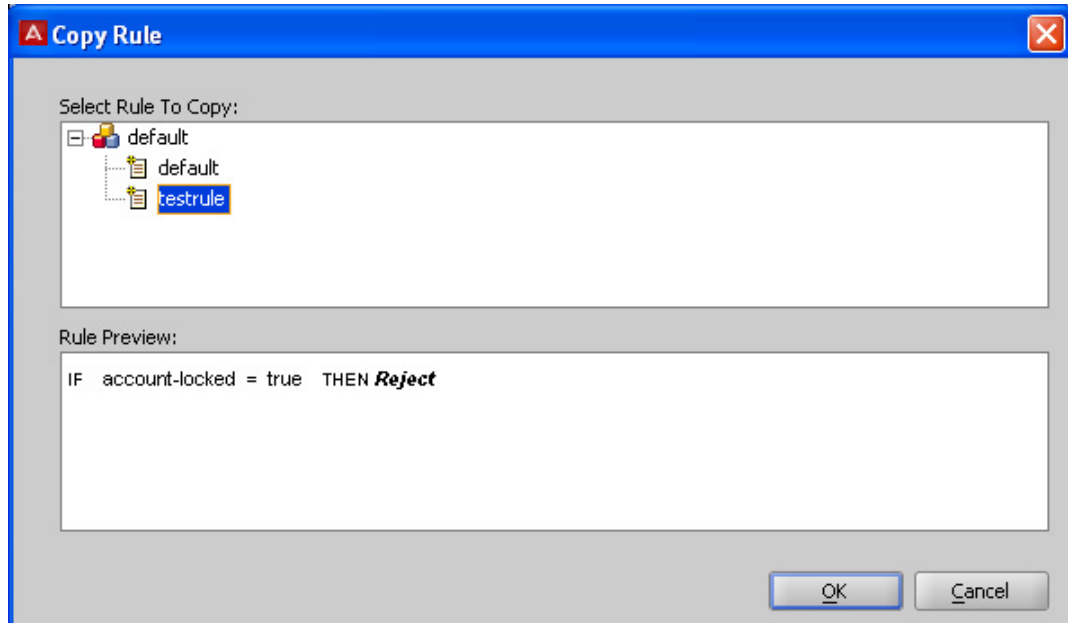 Copy Rule
Select Rule To Copy:
default
default
testrule
Rule Preview:
IF account-locked = true THEN Reject
OK Cancel